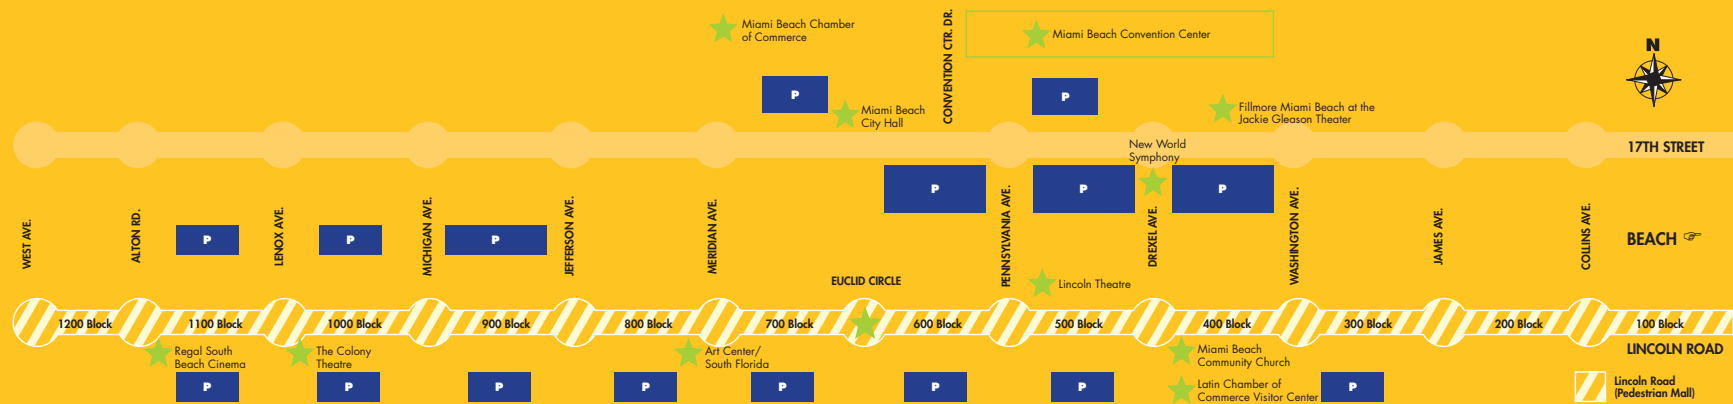 Miami Beach Chamber
of Commerce
CONVENTION CTR. DR.
Miami Beach Convention Center
N
P
P
Miami Beach
City Hall
Fillmore Miami Beach at the
Jackie Gleason Theater
New World
Symphony
17TH STREET
P
P
P
WEST AVE.
ALTON RD.
P
LENOX AVE.
P
MICHIGAN AVE.
P
JEFFERSON AVE.
MERIDIAN AVE.
PENNSYLVANIA AVE.
DREXEL AVE.
WASHINGTON AVE.
JAMES AVE.
COLLINS AVE.
BEACH
EUCLID CIRCLE
Lincoln Theatre
1200 Block
1100 Block
1000 Block
900 Block
800 Block
700 Block
600 Block
500 Block
400 Block
300 Block
200 Block
100 Block
LINCOLN ROAD
Regal South
Beach Cinema
The Colony
Theatre
Art Center/
South Florida
Miami Beach
Community Church
Latin Chamber of
Commerce Visitor Center
P
P
P
P
P
P
P
P
Lincoln Road
(Pedestrian Mall)